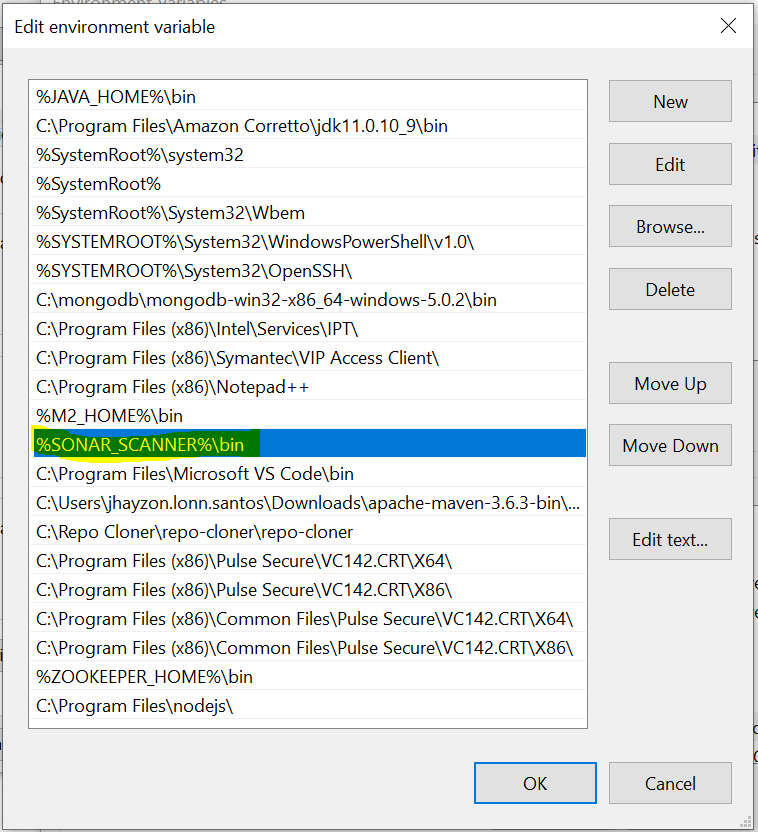 Edit environment variable
%JAVA_HOME%\bin
New
C:\Program Files\Amazon Corretto\jdk11.0.10_9\bin
%SystemRoot%\system32
Edit
%SystemRoot%
%SystemRoot%\System32\Wbem
Browse...
%SYSTEMROOT%\System32\WindowsPowerShell\v1.0\
%SYSTEMROOT%\System32\OpenSSH\
Delete
C:\mongodb\mongodb-win32-x86_64-windows-5.0.2\bin
C:\Program Files (x86)\Intel\Services\IPT\
C:\Program Files (x86)\Symantec\VIP Access Client\
Move Up
C:\Program Files (x86)\Notepad++
%M2_HOME%\bin
%SONAR_SCANNER%\bin
Move Down
C:\Program Files\Microsoft VS Code\bin
C:\Users\jhayzon.lonn.santos\Downloads\apache-maven-3.6.3-bin\...
C:\Repo Cloner\repo-cloner\repo-cloner
Edit text...
C:\Program Files (x86)\Pulse Secure\VC142.CRT\X64\
C:\Program Files (x86)\Pulse Secure\VC142.CRT\X86\
C:\Program Files (x86)\Common Files\Pulse Secure\VC142.CRT\X64\
C:\Program Files (x86)\Common Files\Pulse Secure\VC142.CRT\X86\
%ZOOKEEPER_HOME%\bin
C:\Program Files\nodejs\
OK
Cancel